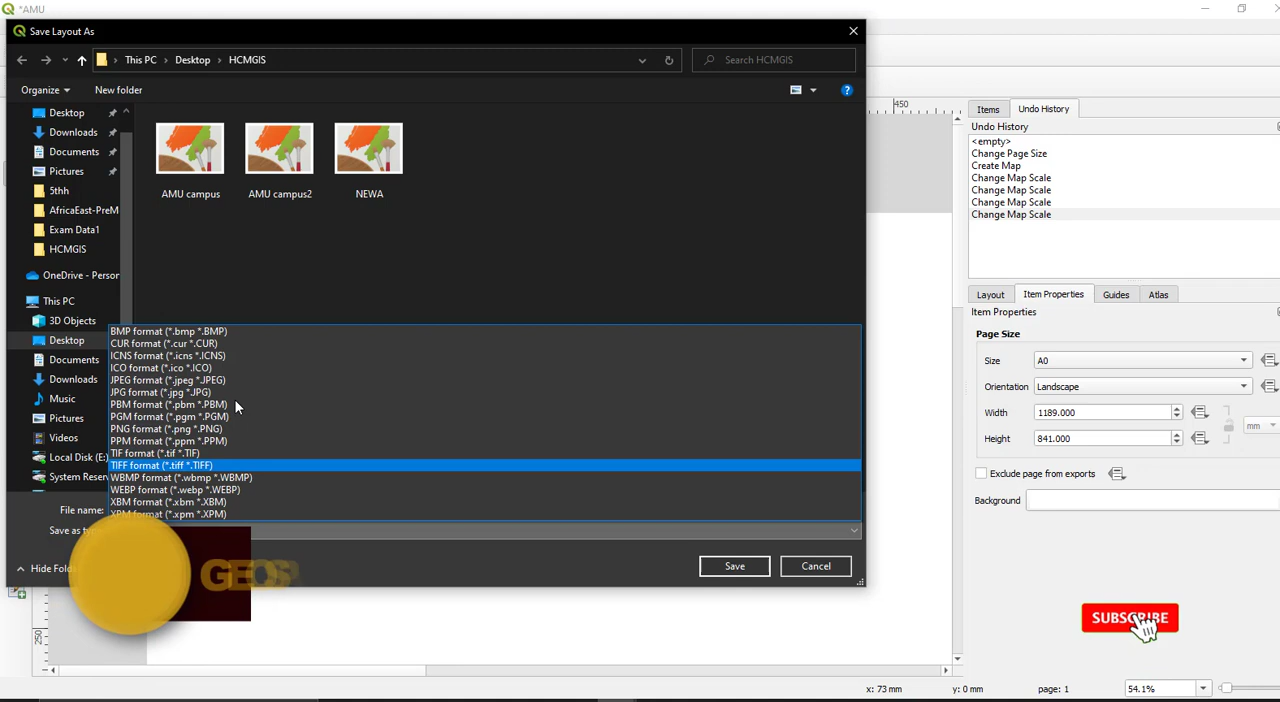 *AMU
Save Layout As
This PC > Desktop > HCMGIS
Search HCMGIS
Organize
New folder
Desktop
Downloads
Documents
Pictures
5thh
AfricaEast-PreM
Exam Data1
HCMGIS
OneDrive - Person
This PC
3D Objects
Desktop
Documents
Downloads
Music
Pictures
Videos
Local Disk (E:)
System Reserv
AMU campus
AMU campus2
NEWA
BMP format (*.bmp *.BMP)
CUR format (*.cur *.CUR)
ICNS format (*.icns *.ICNS)
ICO format (*.ico *.ICO)
JPEG format (*.jpeg *.JPEG)
JPG format (*.jpg *.JPG)
PBM format (*.pbm *.PBM)
PGM format (*.pgm *.PGM)
PNG format (*.png *.PNG)
PPM format (*.ppm *.PPM)
TIF format (*.tif *.TIF)
TIFF format (*.tiff *.TIFF)
WBMP format (*.wbmp *.WBMP)
WEBP format (*.webp *.WEBP)
XBM format (*.xbm *.XBM)
XPM format (*.xpm *.XPM)
File name:
Save as typ
Hide Fold
Save
Cancel
GEOS
450
250
Items
Undo History
Undo History
<empty>
Change Page Size
Create Map
Change Map Scale
Change Map Scale
Change Map Scale
Change Map Scale
Layout
Item Properties
Guides
Atlas
Item Properties
Page Size
Size
A0
Orientation
Landscape
Width
1189.000
Height
841.000
mm
Exclude page from exports
Background
SUBSCRIBE
x: 73 mm
y: 0 mm
page: 1
54.1%